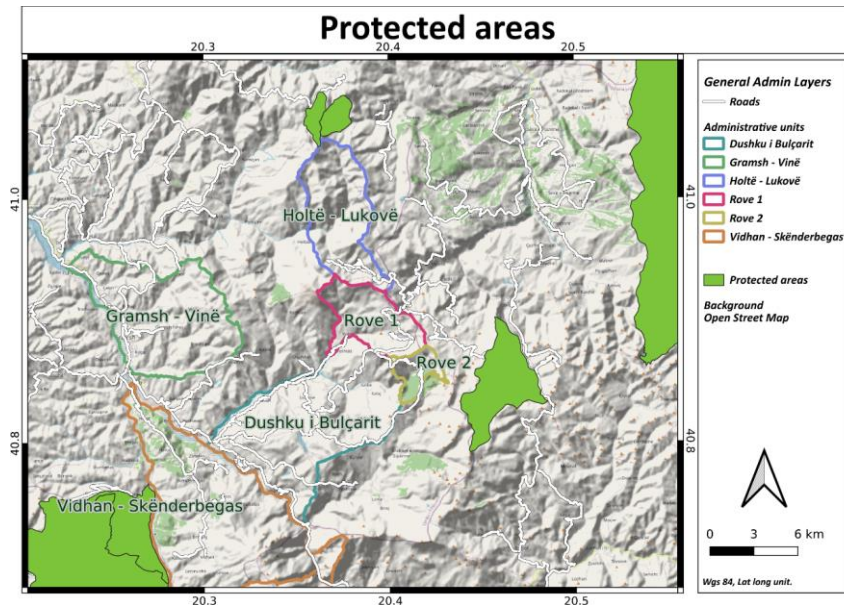 Protected areas
20.3
20.4
20.5
41.0
41.0
40.8
40.8
Holtë - Lukovë
Gramsh - Vinë
Rove 1
Rove 2
Dushku i Bulçarit
Vidhan - Skënderbegas
20.3
20.4
20.5
General Admin Layers
Roads
Administrative units
Dushku i Bulçarit
Gramsh - Vinë
Holtë - Lukovë
Rove 1
Rove 2
Vidhan - Skënderbegas
Protected areas
Background
Open Street Map
0 3 6 km
Wgs 84, Lat long unit.